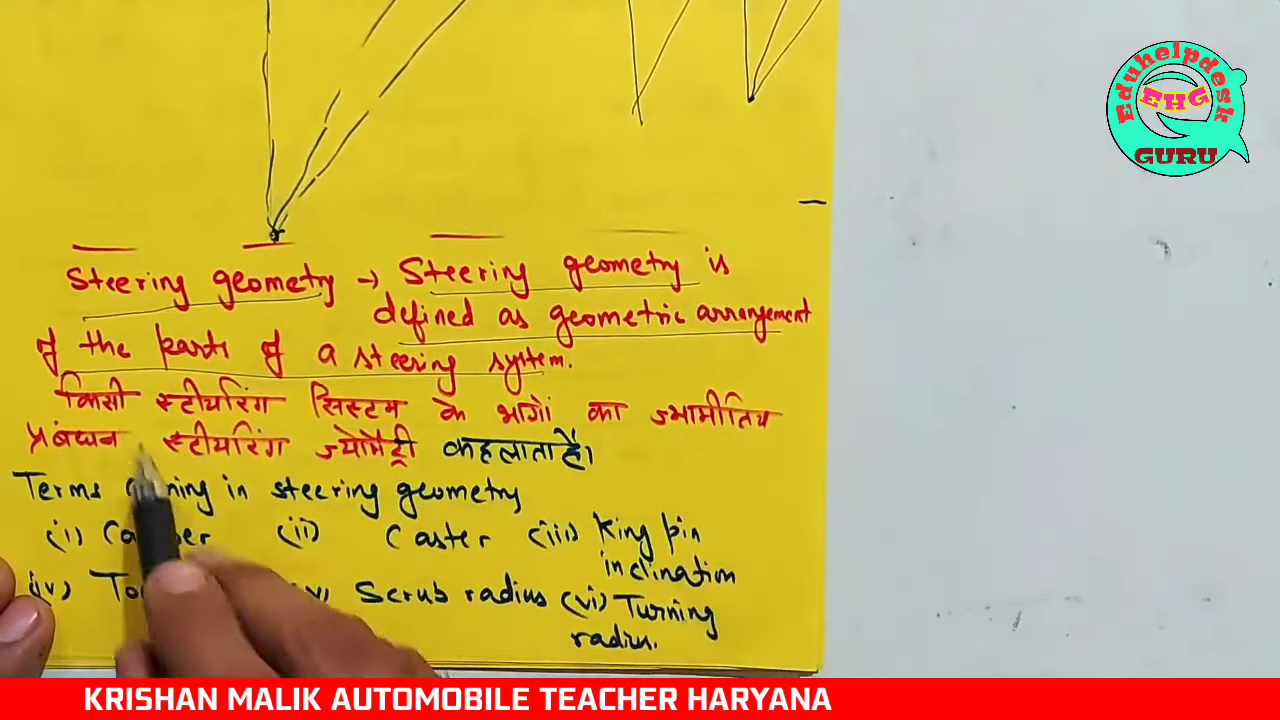 Eduhelpdesk
EHG
GURU
Steering geometry → Steering geometry is
defined as geometric arrangement
of the parts of a steering system.
किसी स्टीयरिंग सिस्टम के भागों का ज्यामीतिय
प्रबंधन स्टीयरिंग ज्योमैट्री कहलाता है।
Terms in steering geometry
(i) (ii) Caster (iii) King pin
inclination
(iv) Scrub radius (vi) Turning
radius.
KRISHAN MALIK AUTOMOBILE TEACHER HARYANA